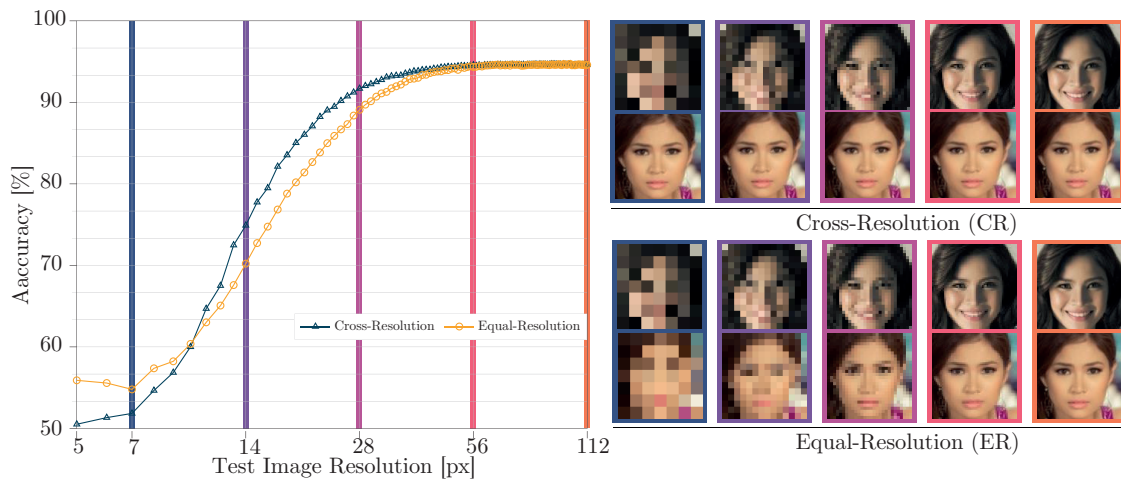 100
90
80
70
60
50
Aaccuracy [%]
5 7 14 28 56 112
Test Image Resolution [px]
Cross-Resolution Equal-Resolution
Cross-Resolution (CR)
Equal-Resolution (ER)